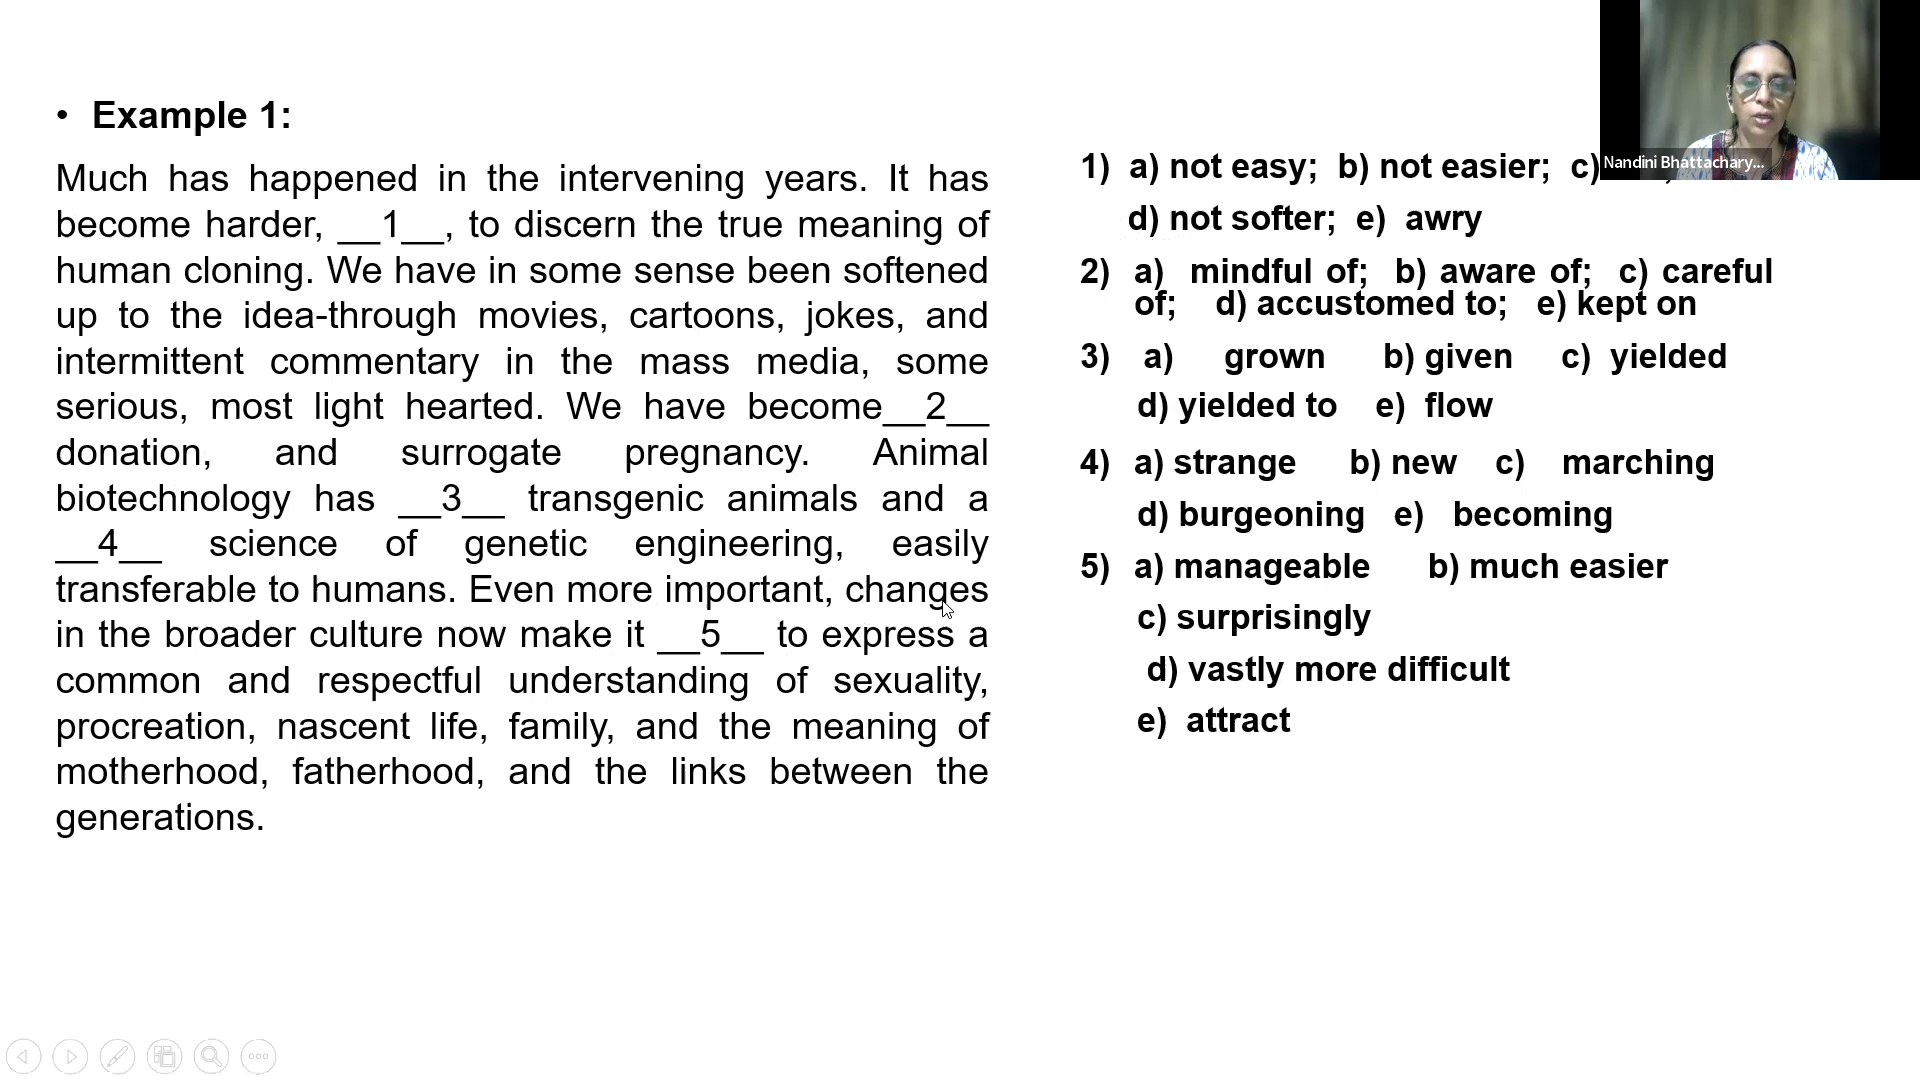 • Example 1:
Much has happened in the intervening years. It has
become harder, __1__, to discern the true meaning of
human cloning. We have in some sense been softened
up to the idea-through movies, cartoons, jokes, and
intermittent commentary in the mass media, some
serious, most light hearted. We have become__2__
donation, and surrogate pregnancy. Animal
biotechnology has __3__ transgenic animals and a
__4__ science of genetic engineering, easily
transferable to humans. Even more important, changes
in the broader culture now make it __5__ to express a
common and respectful understanding of sexuality,
procreation, nascent life, family, and the meaning of
motherhood, fatherhood, and the links between the
generations.
1) a) not easy; b) not easier; c)
d) not softer; e) awry
2) a) mindful of; b) aware of; c) careful
of; d) accustomed to; e) kept on
3) a) grown b) given c) yielded
d) yielded to e) flow
4) a) strange b) new c) marching
d) burgeoning e) becoming
5) a) manageable b) much easier
c) surprisingly
d) vastly more difficult
e) attract
Nandini Bhattachary...